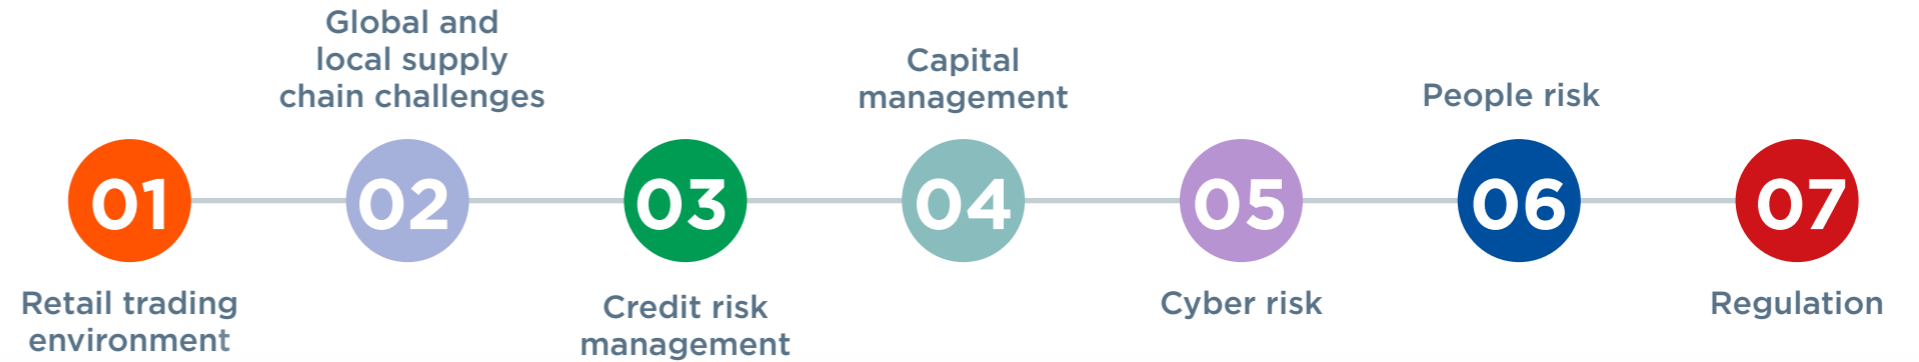 01
Retail trading
environment
02
Global and
local supply
chain challenges
03
Credit risk
management
04
Capital
management
05
Cyber risk
06
People risk
07
Regulation